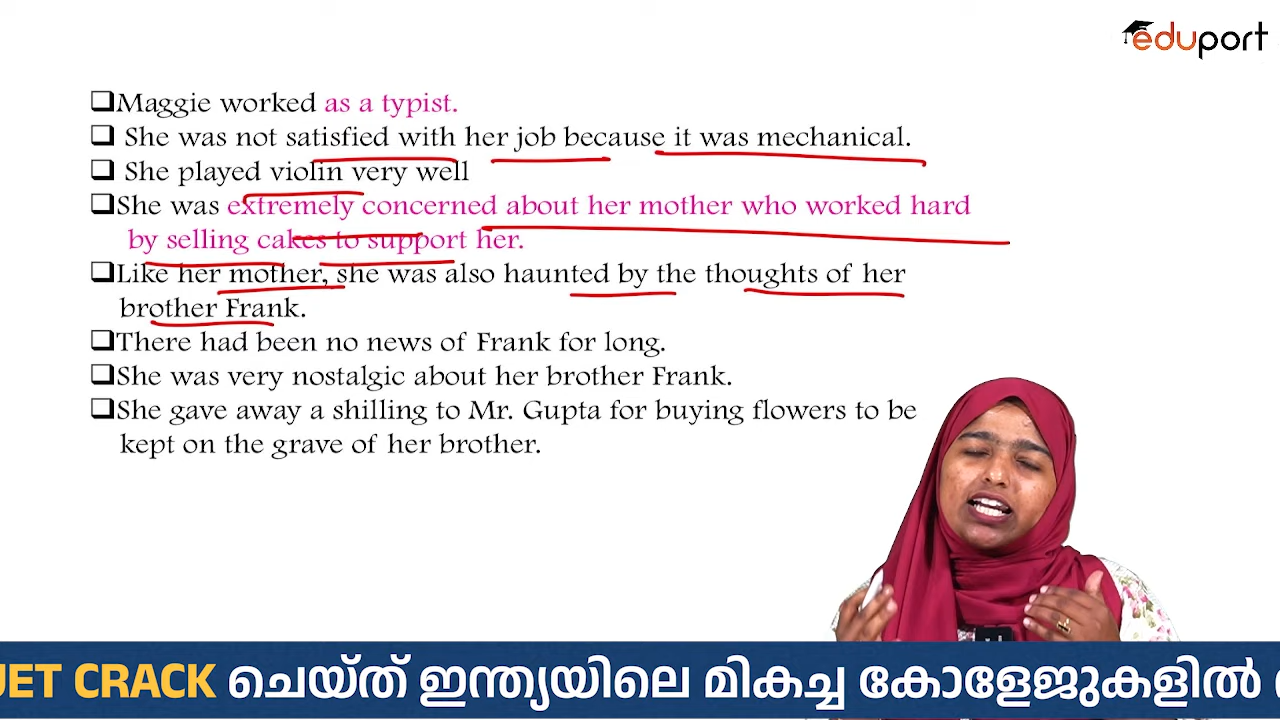 eduport
Maggie worked as a typist.
She was not satisfied with her job because it was mechanical.
She played violin very well
She was extremely concerned about her mother who worked hard
by selling cakes to support her.
Like her mother, she was also haunted by the thoughts of her
brother Frank.
There had been no news of Frank for long.
She was very nostalgic about her brother Frank.
She gave away a shilling to Mr. Gupta for buying flowers to be
kept on the grave of her brother.
CRACK ചെയ്ത് ഇന്ത്യയിലെ മികച്ച കോളേജുകളിൽ